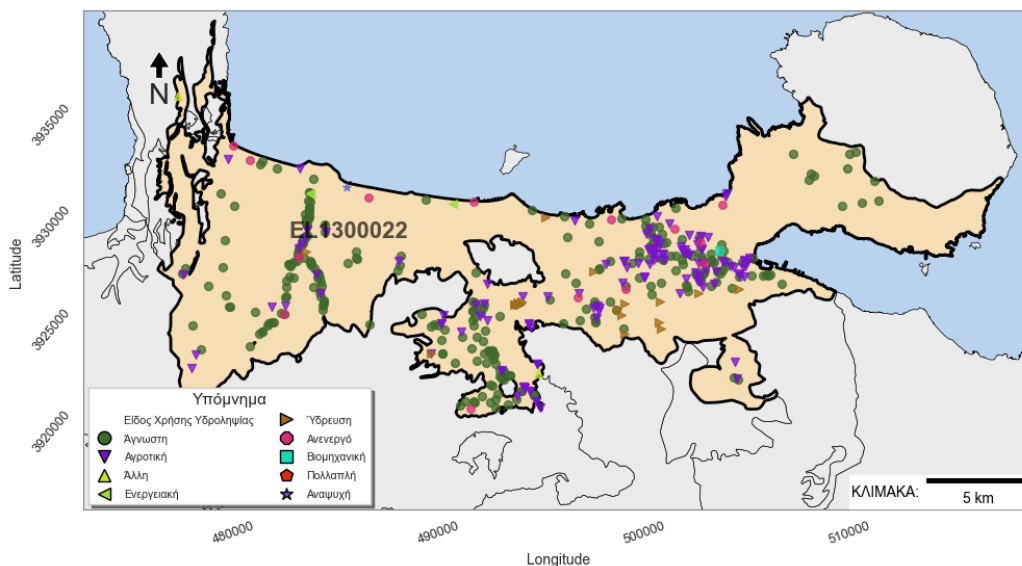 N
EL1300022
3935000
3930000
3925000
3920000
Latitude
Υπόμνημα
Είδος Χρήσης Υδροληψίας
Άγνωστη
Αγροτική
Άλλη
Ενεργειακή
Ύδρευση
Ανενεργό
Βιομηχανική
Πολλαπλή
Αναψυχή
ΚΛΙΜΑΚΑ:
5 km
480000
490000
500000
510000
Longitude